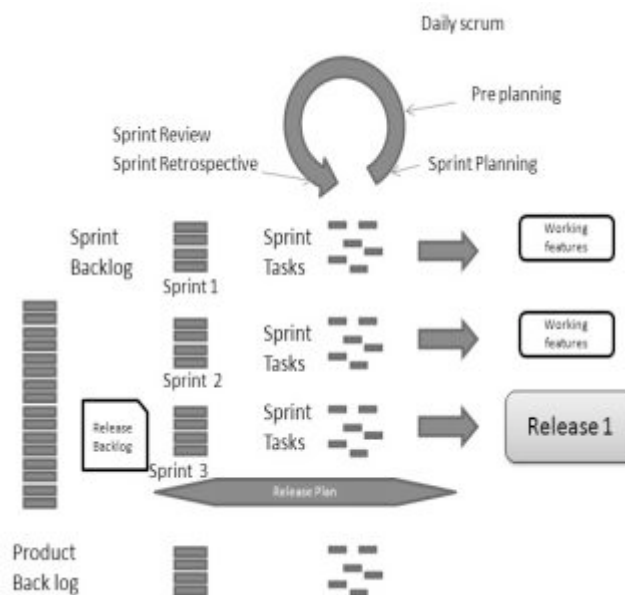 Daily scrum
Pre planning
Sprint Review
Sprint Retrospective
Sprint Planning
Sprint
Backlog
Sprint 1
Sprint
Tasks
Working
features
Sprint 2
Sprint
Tasks
Working
features
Release
Backlog
Sprint 3
Sprint
Tasks
Release 1
Release Plan
Product
Back log